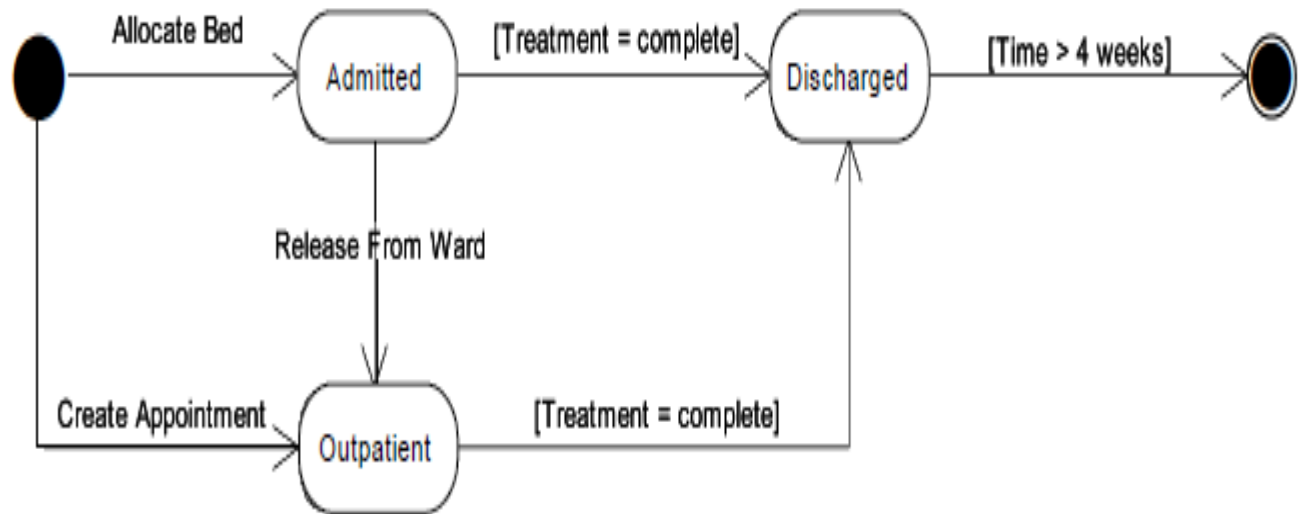 Allocate Bed
Admitted
[Treatment = complete]
Discharged
[Time > 4 weeks]
Release From Ward
Create Appointment
Outpatient
[Treatment = complete]